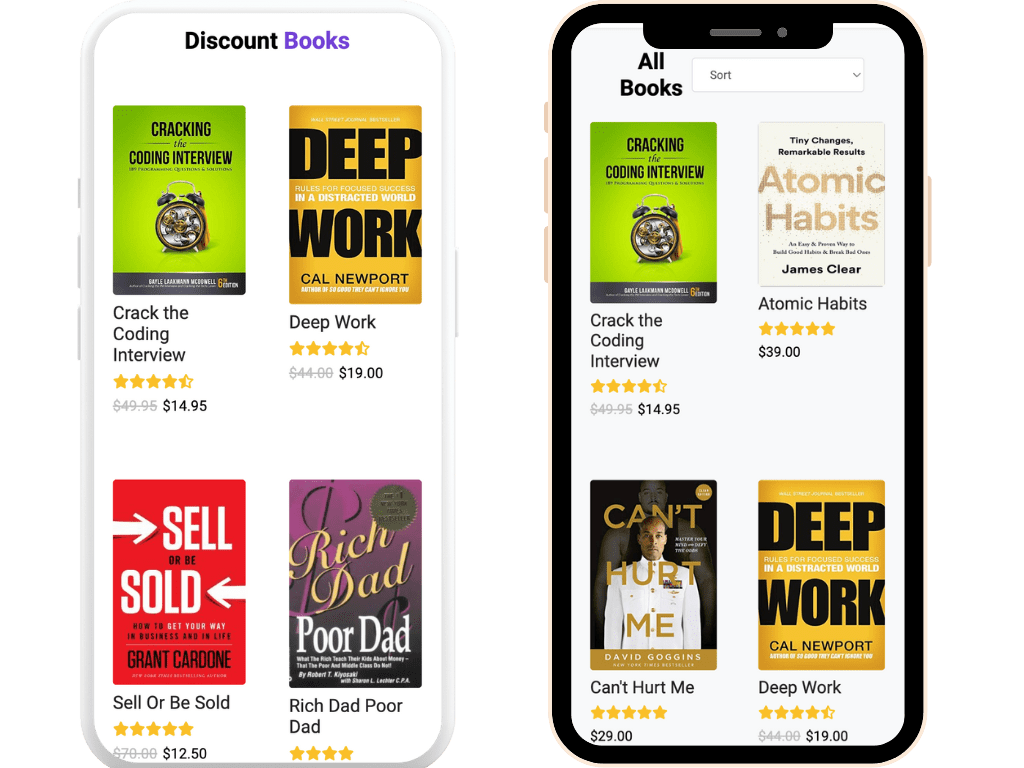 Discount Books
CRACKING
the
CODING INTERVIEW
189 PROGRAMMING QUESTIONS & SOLUTIONS
GAYLE LAAKMANN MCDOWELL
6TH EDITION
Crack the
Coding
Interview
$49.95 $14.95
WALL STREET JOURNAL BESTSELLER
DEEP
RULES FOR FOCUSED SUCCESS
IN A DISTRACTED WORLD
WORK
CAL NEWPORT
AUTHOR OF SO GOOD THEY CAN'T IGNORE YOU
Deep Work
$44.00 $19.00
SELL
OR BE
SOLD
HOW TO GET YOUR WAY
IN BUSINESS AND IN LIFE
GRANT CARDONE
NEW YORK TIMES BESTSELLING AUTHOR
Sell Or Be Sold
$70.00 $12.50
Rich
Dad
Poor Dad
What The Rich Teach Their Kids About Money –
That The Poor And Middle Class Do Not!
By Robert T. Kiyosaki
with Sharon L. Lechter C.P.A.
Rich Dad Poor
Dad
All
Books
Sort
CRACKING
the
CODING INTERVIEW
189 PROGRAMMING QUESTIONS & SOLUTIONS
GAYLE LAAKMANN MCDOWELL
6TH EDITION
Crack the
Coding
Interview
$49.95 $14.95
Tiny Changes,
Remarkable Results
Atomic
Habits
An Easy & Proven Way to
Build Good Habits & Break Bad Ones
James Clear
Atomic Habits
$39.00
CAN'T
MASTER YOUR
MIND AND DEFY
THE ODDS
HURT
ME
DAVID GOGGINS
NEW YORK TIMES BESTSELLER
Can't Hurt Me
$29.00
WALL STREET JOURNAL BESTSELLER
DEEP
RULES FOR FOCUSED SUCCESS
IN A DISTRACTED WORLD
WORK
CAL NEWPORT
AUTHOR OF SO GOOD THEY CAN'T IGNORE YOU
Deep Work
$44.00 $19.00